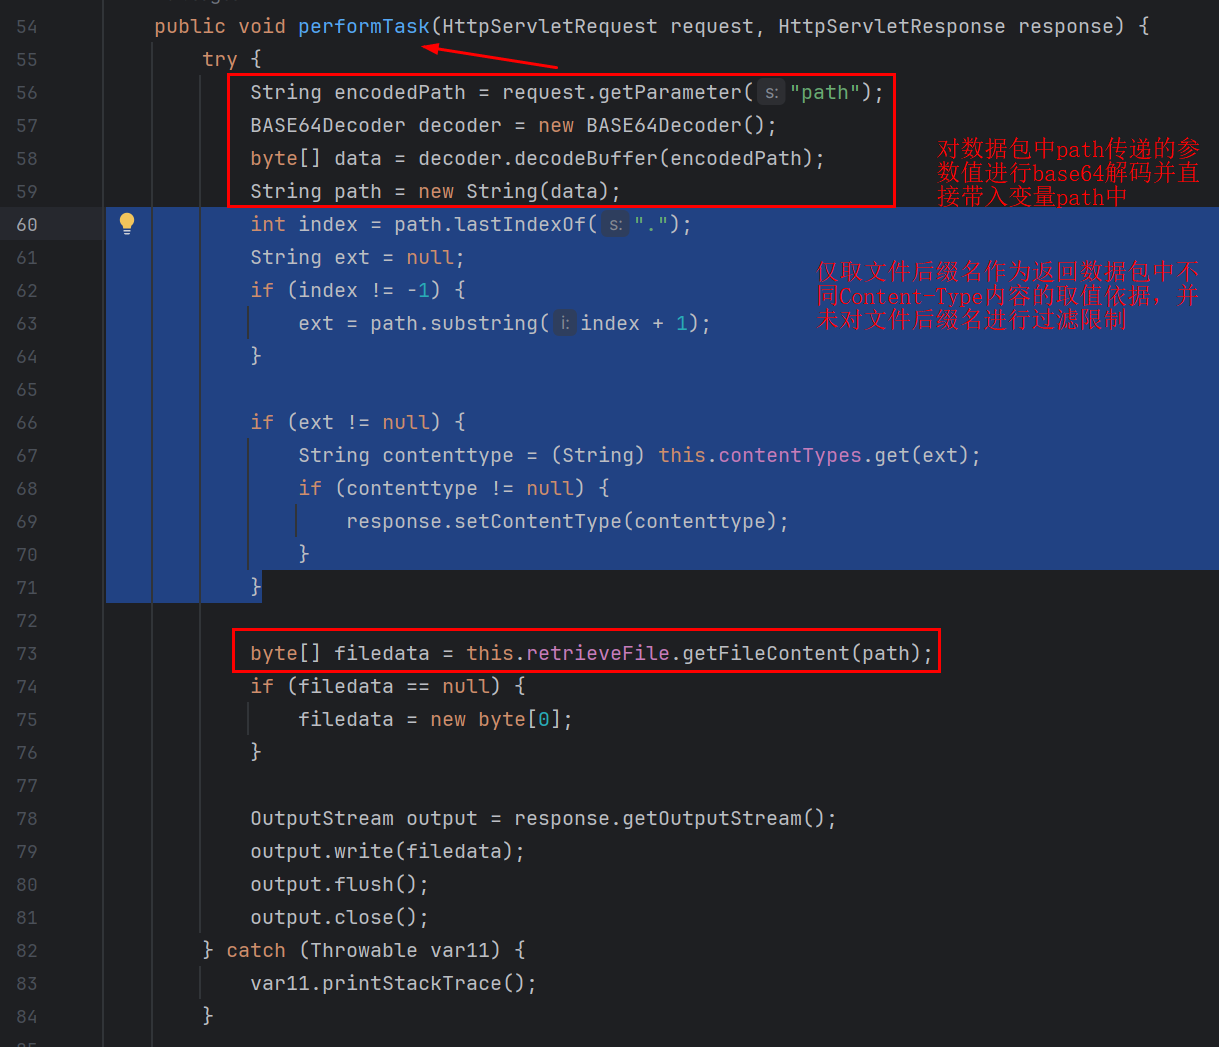 54 public void performTask(HttpServletRequest request, HttpServletResponse response) {
55 try {
56 String encodedPath = request.getParameter( s: "path");
57 BASE64Decoder decoder = new BASE64Decoder();
58 byte[] data = decoder.decodeBuffer(encodedPath);
59 String path = new String(data);
对数据包中path传递的参
数值进行base64解码并直
接带入变量path中
60 int index = path.lastIndexOf( s: ".");
61 String ext = null;
62 if (index != -1) {
63 ext = path.substring( i: index + 1);
仅取文件后缀名作为返回数据包中不
同Content-Type内容的取值依据，并
未对文件后缀名进行过滤限制
64 }
65
66 if (ext != null) {
67 String contenttype = (String) this.contentTypes.get(ext);
68 if (contenttype != null) {
69 response.setContentType(contenttype);
70 }
71 }
72
73 byte[] filedata = this.retrieveFile.getFileContent(path);
74 if (filedata == null) {
75 filedata = new byte[0];
76 }
77
78 OutputStream output = response.getOutputStream();
79 output.write(filedata);
80 output.flush();
81 output.close();
82 } catch (Throwable var11) {
83 var11.printStackTrace();
84 }